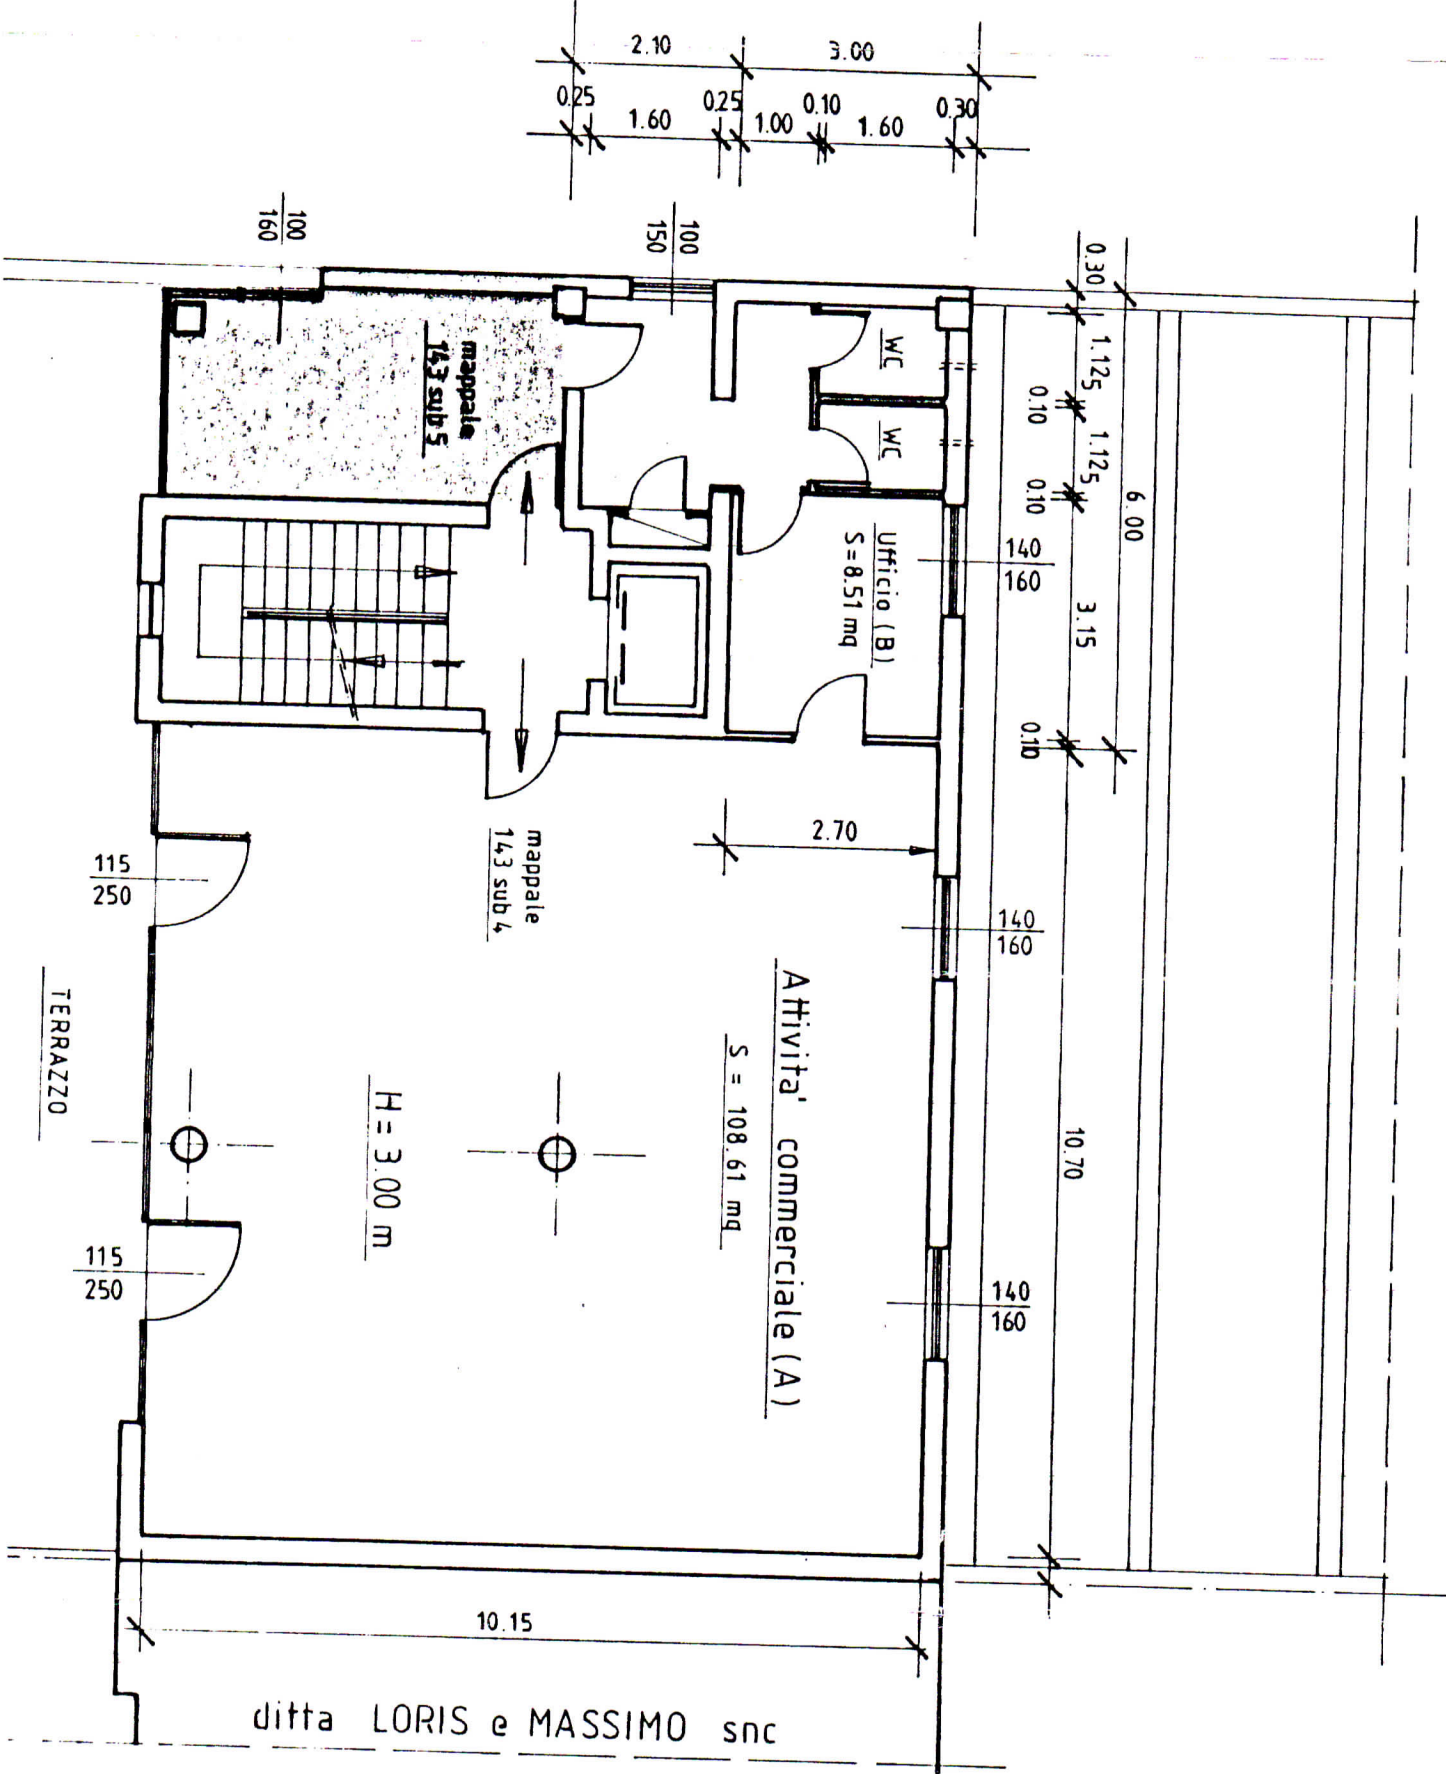 2.10
3.00
0.25
1.60
0.25
1.00
0.10
1.60
0.30
100
160
100
150
0.30
1.125
0.10
1.125
0.10
6.00
3.15
0.10
10.70
mappale
143 sub 5
WC
WC
Ufficio (B)
S=8.51 mq
140
160
2.70
115
250
mappale
143 sub 4
140
160
TERRAZZO
Attivita' commerciale (A)
S = 108.61 mq
H = 3.00 m
115
250
140
160
10.15
ditta LORIS e MASSIMO snc